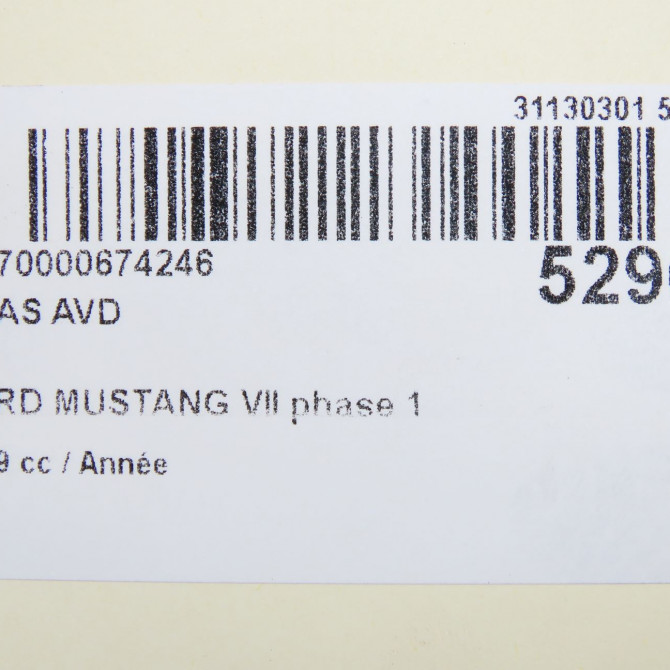 31130301 5
70000674246
529
AS AVD
RD MUSTANG VII phase 1
9 cc / Année